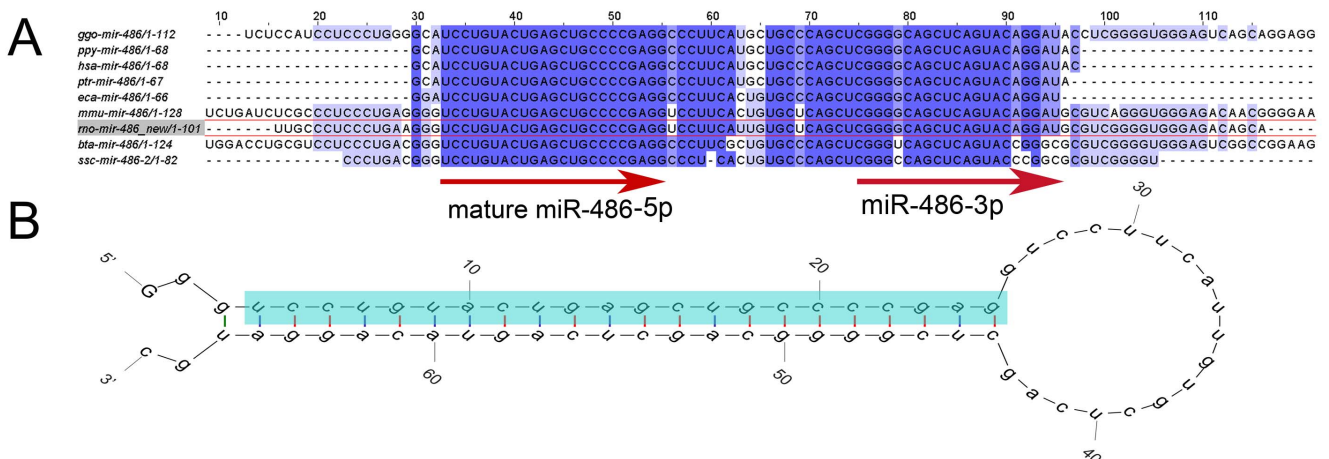 A
10 20 30 40 50 60 70 80 90 100 110
ggo-mir-486/1-112 ----UCUCCAUCCUCCCUGGGGCAUCCUGUACUGAGCUGCCCCGAGGCCCUUCAUGCUGCCCAGCUCGGGGCAGCUCAGUACAGGAUACCUCGGGGUGGGAGUCAGCAGGAGG
ppy-mir-486/1-68 ---------------------GCAUCCUGUACUGAGCUGCCCCGAGGCCCUUCAUGCUGCCCAGCUCGGGGCAGCUCAGUACAGGAUAC------------------------
hsa-mir-486/1-68 ---------------------GCAUCCUGUACUGAGCUGCCCCGAGGCCCUUCAUGCUGCCCAGCUCGGGGCAGCUCAGUACAGGAUAC------------------------
ptr-mir-486/1-67 ---------------------GCAUCCUGUACUGAGCUGCCCCGAGGCCCUUCAUGCUGCCCAGCUCGGGGCAGCUCAGUACAGGAUA-------------------------
eca-mir-486/1-66 ---------------------GGAUCCUGUACUGAGCUGCCCCGAGGCCCUUCACUGUGCCCAGCUCGGGGCAGCUCAGUACAGGAU--------------------------
mmu-mir-486/1-128 UCUGAUCUCGCCCUCCCUGAGGGGUCCUGUACUGAGCUGCCCCGAGGUCCUUCACUGUGCUCAGCUCGGGGCAGCUCAGUACAGGAUGCGUCAGGGUGGGAGACAACGGGGAA
rno-mir-486_new/1-101 -------UUGCCCUCCCUGAAGGGUCCUGUACUGAGCUGCCCCGAGGUCCUUCAUUGUGCUCAGCUCGGGGCAGCUCAGUACAGGAUGCGUCGGGGUGGGAGACAGCA-----
bta-mir-486/1-124 UGGACCUGCGUCCUCCCUGAGGGGUCCUGUACUGAGCUGCCCCGAGGCCCUUCGCUGUGCCCAGCUCGGGUCAGCUCAGUACCGGGCGCGUCGGGGUGGGAGUCGGCCGGAAG
ssc-mir-486-2/1-82 --------------CCCUGACGGGUCCUGUACUGAGCUGCCCCGAGGCCCU-CACUGUGCCCAGCUCGGGCCAGCUCAGUACCCGGCGCGUCGGGGU----------------
mature miR-486-5p miR-486-3p
B
5' 10 20 30
Ggguccuguacugagcugccccgagguccuucauugugcucagcucggggcagcucaguacaggaugc
3' 60 50 40